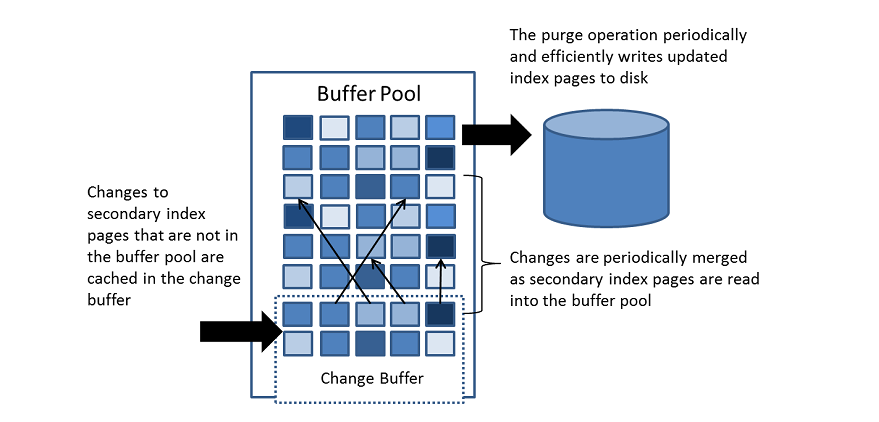 The purge operation periodically
and efficiently writes updated
index pages to disk
Buffer Pool
Changes to
secondary index
pages that are not in
the buffer pool are
cached in the change
buffer
Changes are periodically merged
as secondary index pages are read
into the buffer pool
Change Buffer